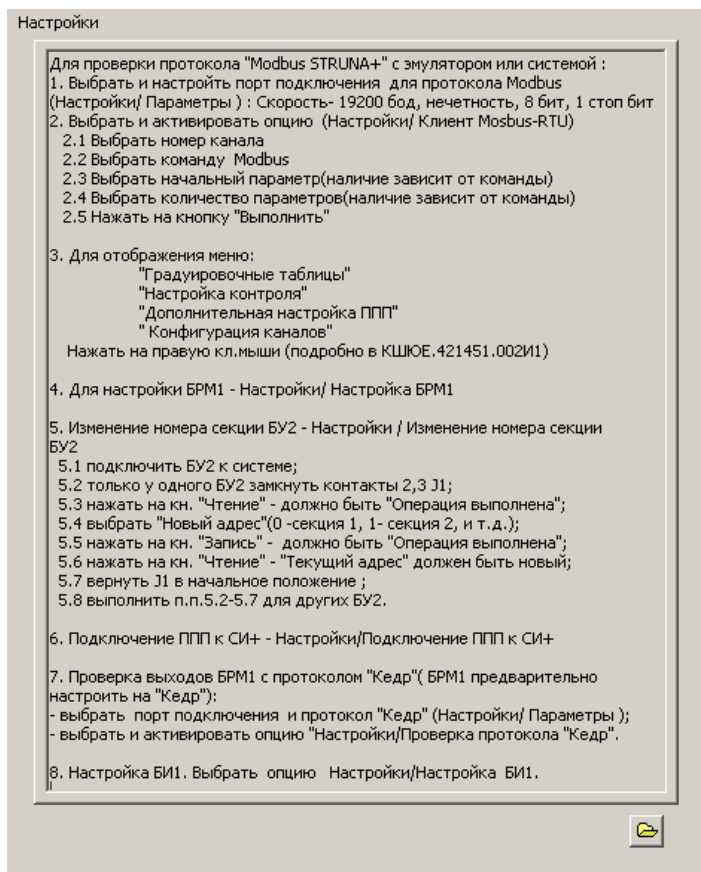 Настройки
Для проверки протокола "Modbus STRUNA+" с эмулятором или системой :
1. Выбрать и настройть порт подключения для протокола Modbus
(Настройки/ Параметры ) : Скорость- 19200 бод, нечетность, 8 бит, 1 стоп бит
2. Выбрать и активировать опцию (Настройки/ Клиент Mosbus-RTU)
2.1 Выбрать номер канала
2.2 Выбрать команду Modbus
2.3 Выбрать начальный параметр(наличие зависит от команды)
2.4 Выбрать количество параметров(наличие зависит от команды)
2.5 Нажать на кнопку "Выполнить"
3. Для отображения меню:
"Градуировочные таблицы"
"Настройка контроля"
"Дополнительная настройка ППП"
" Конфигурация каналов"
Нажать на правую кл.мыши (подробно в КШЮЕ.421451.002И1)
4. Для настройки БРМ1 - Настройки/ Настройка БРМ1
5. Изменение номера секции БУ2 - Настройки / Изменение номера секции
БУ2
5.1 подключить БУ2 к системе;
5.2 только у одного БУ2 замкнуть контакты 2,3 J1;
5.3 нажать на кн. "Чтение" - должно быть "Операция выполнена";
5.4 выбрать "Новый адрес"(0 -секция 1, 1- секция 2, и т.д.);
5.5 нажать на кн. "Запись" - должно быть "Операция выполнена";
5.6 нажать на кн. "Чтение" - "Текущий адрес" должен быть новый;
5.7 вернуть J1 в начальное положение ;
5.8 выполнить п.п.5.2-5.7 для других БУ2.
6. Подключение ППП к СИ+ - Настройки/Подключение ППП к СИ+
7. Проверка выходов БРМ1 с протоколом "Кедр"( БРМ1 предварительно
настроить на "Кедр"):
- выбрать порт подключения и протокол "Кедр" (Настройки/ Параметры );
- выбрать и активировать опцию "Настройки/Проверка протокола "Кедр".
8. Настройка БИ1. Выбрать опцию Настройки/Настройка БИ1.